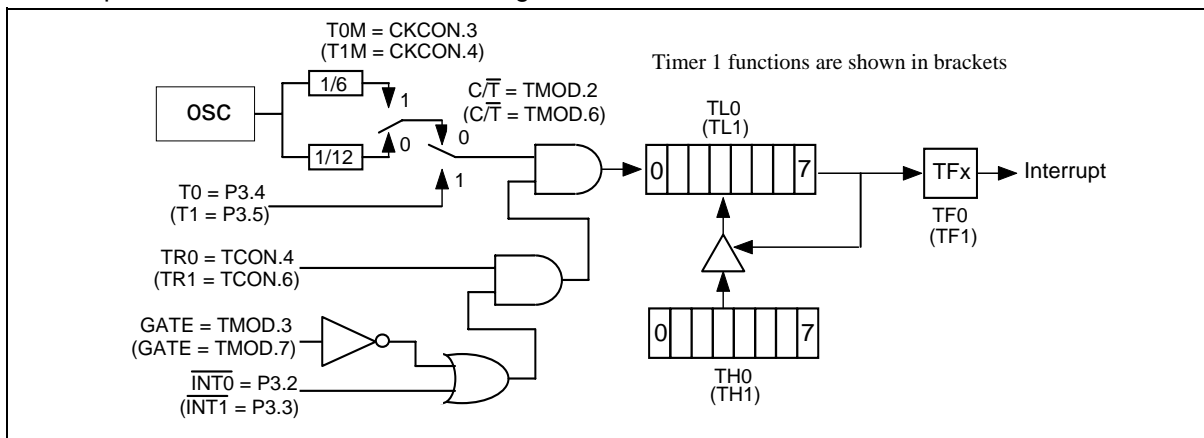 T0M = CKCON.3
(T1M = CKCON.4)
Timer 1 functions are shown in brackets
1/6
1
C/T̅ = TMOD.2
(C/T̅ = TMOD.6)
OSC
0
0
1/12
1
TL0
(TL1)
0
7
TFx
Interrupt
TF0
(TF1)
T0 = P3.4
(T1 = P3.5)
TR0 = TCON.4
(TR1 = TCON.6)
0
7
TH0
(TH1)
GATE = TMOD.3
(GATE = TMOD.7)
I̅N̅T̅0̅ = P3.2
(I̅N̅T̅1̅ = P3.3)